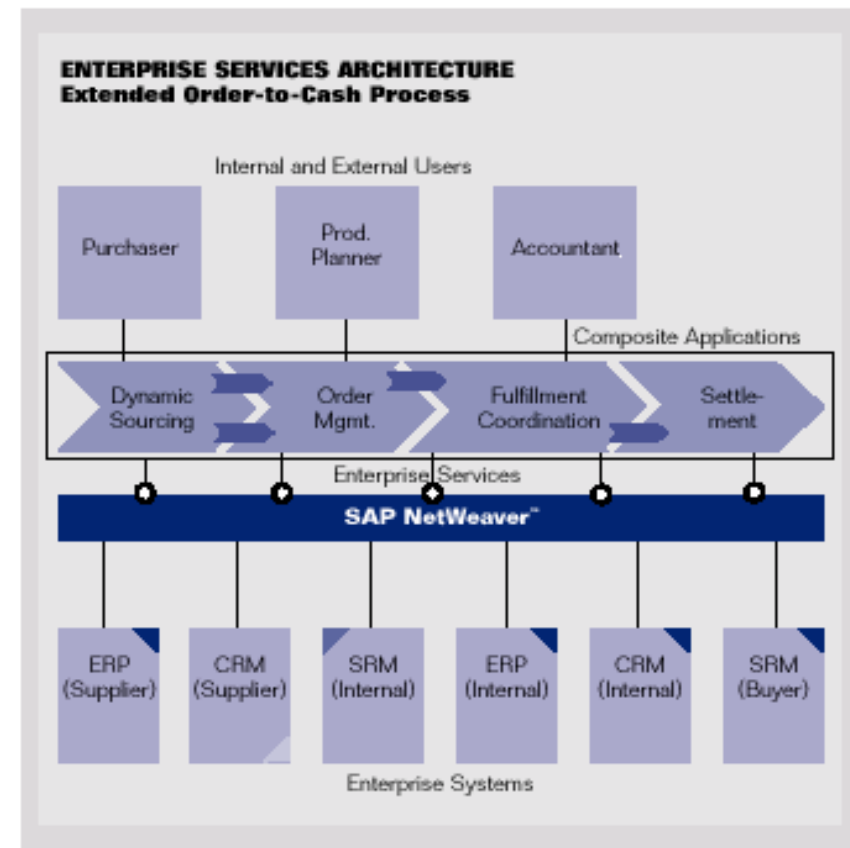 ENTERPRISE SERVICES ARCHITECTURE
Extended Order-to-Cash Process
Internal and External Users
Purchaser
Prod.
Planner
Accountant
Composite Applications
Dynamic
Sourcing
Order
Mgmt.
Fulfillment
Coordination
Settle-
ment
Enterprise Services
SAP NetWeaver™
ERP
(Supplier)
CRM
(Supplier)
SRM
(Internal)
ERP
(Internal)
CRM
(Internal)
SRM
(Buyer)
Enterprise Systems